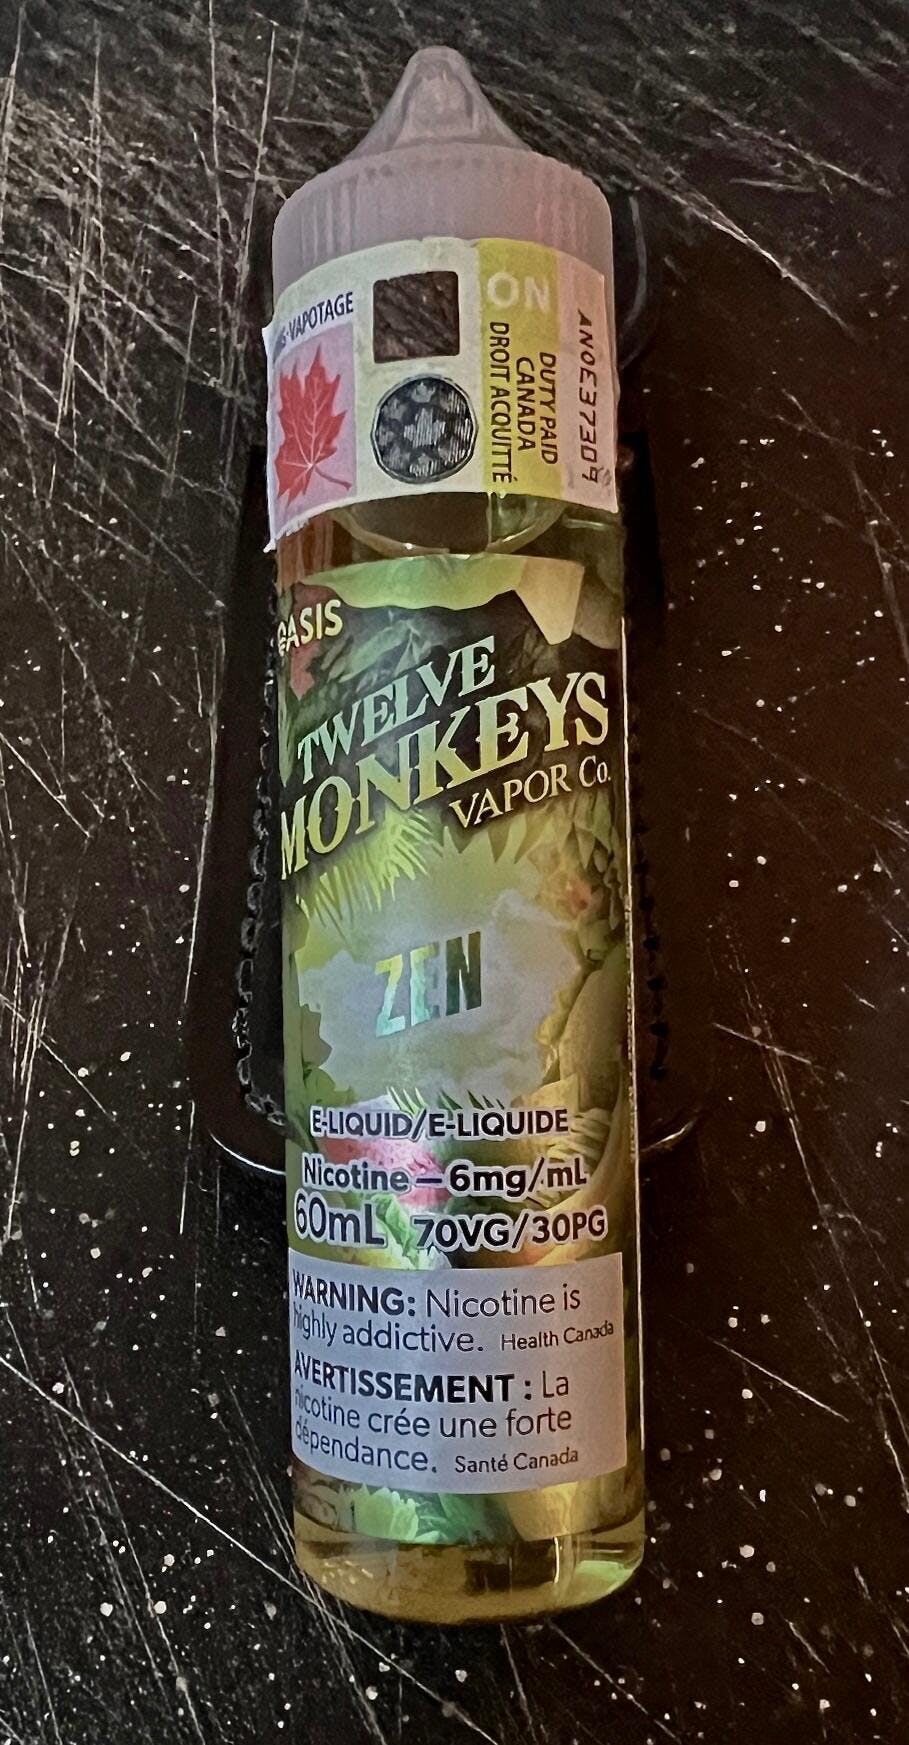 VAPOTAGE
ON
DUTY PAID
CANADA
DROIT ACQUITTÉ
OASIS
TWELVE
MONKEYS
VAPOR Co.
ZEN
E-LIQUID/E-LIQUIDE
Nicotine – 6mg/mL
60mL 70VG/30PG
WARNING: Nicotine is
highly addictive. Health Canada
AVERTISSEMENT : La
nicotine crée une forte
dépendance. Santé Canada